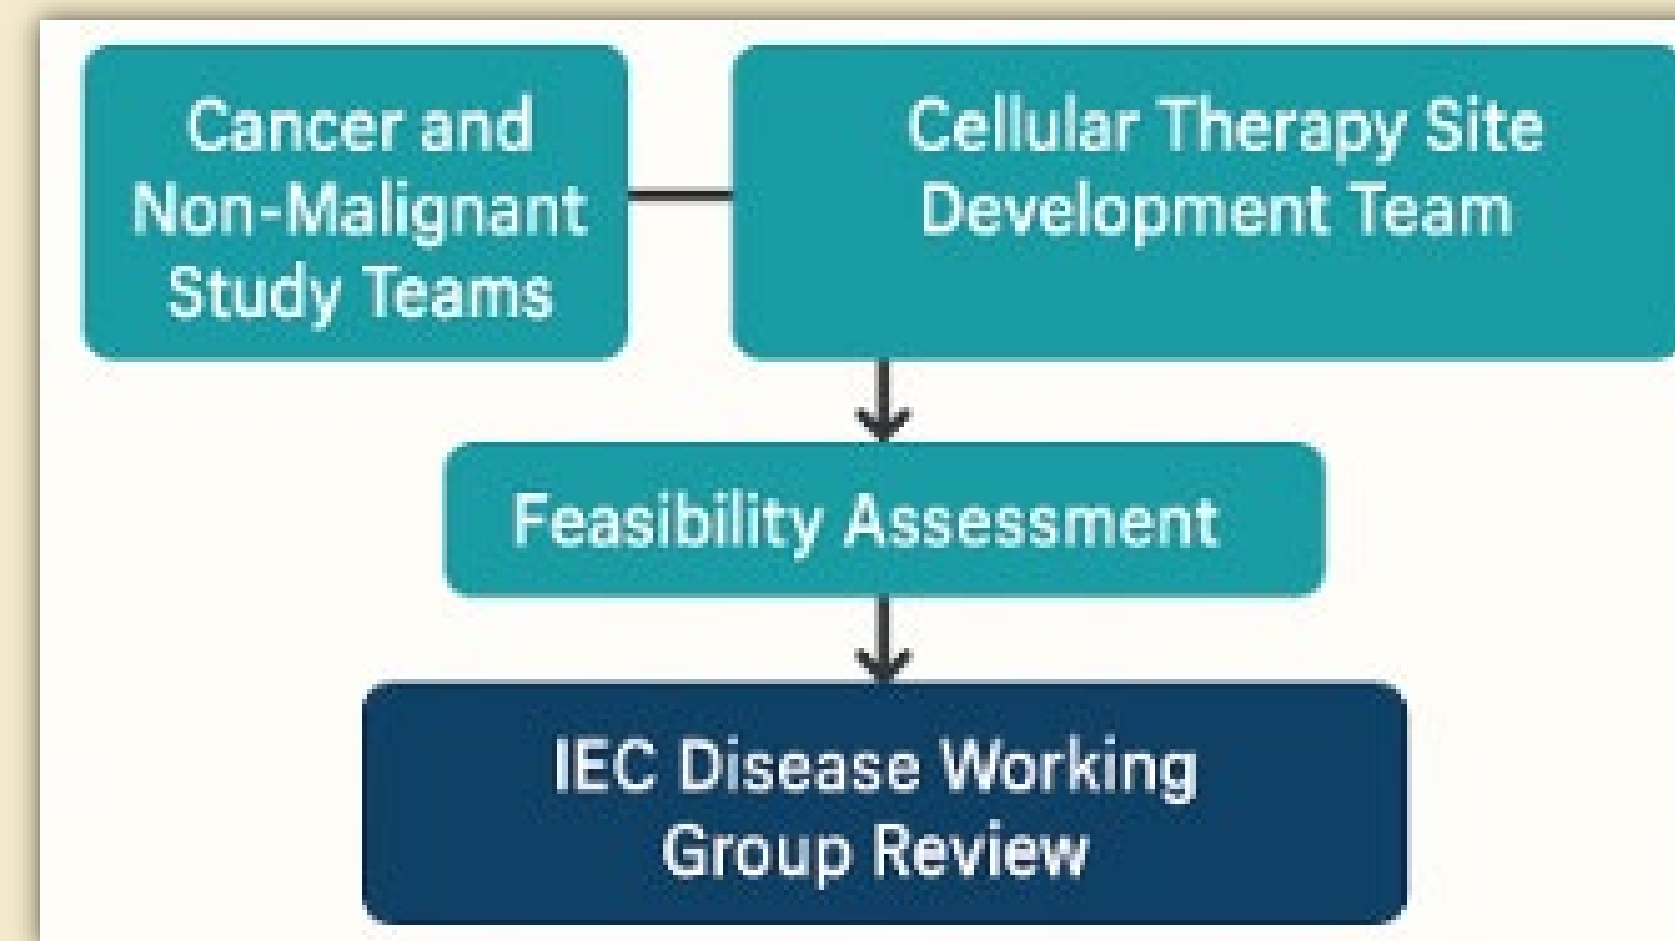 Cancer and
Non-Malignant
Study Teams
Cellular Therapy Site
Development Team
Feasibility Assessment
IEC Disease Working
Group Review